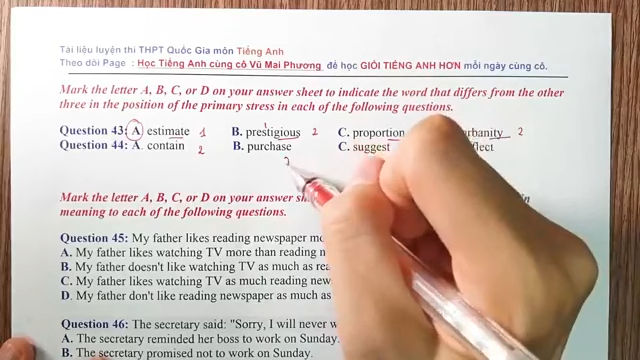 Tài liệu luyện thi THPT Quốc Gia môn Tiếng Anh
Theo dõi Page : Học Tiếng Anh cùng cô Vũ Mai Phương để học GIỎI TIẾNG ANH HƠN mỗi ngày cùng cô.
Mark the letter A, B, C, or D on your answer sheet to indicate the word that differs from the other
three in the position of the primary stress in each of the following questions.
Question 43: A estimate 1 B. prestigious 2 C. proportion urbanity 2
Question 44: A. contain 2 B. purchase C. suggest flect
Mark the letter A, B, C, or D on your answer in
meaning to each of the following questions.
Question 45: My father likes reading newspaper
A. My father likes watching TV more than reading
B. My father doesn't like watching TV as much as
C. My father likes watching TV as much reading
D. My father don't like reading newspaper as much as
Question 46: The secretary said: "Sorry, I will never
A. The secretary reminded her boss to work on Sunday.
B. The secretary promised not to work on Sunday.